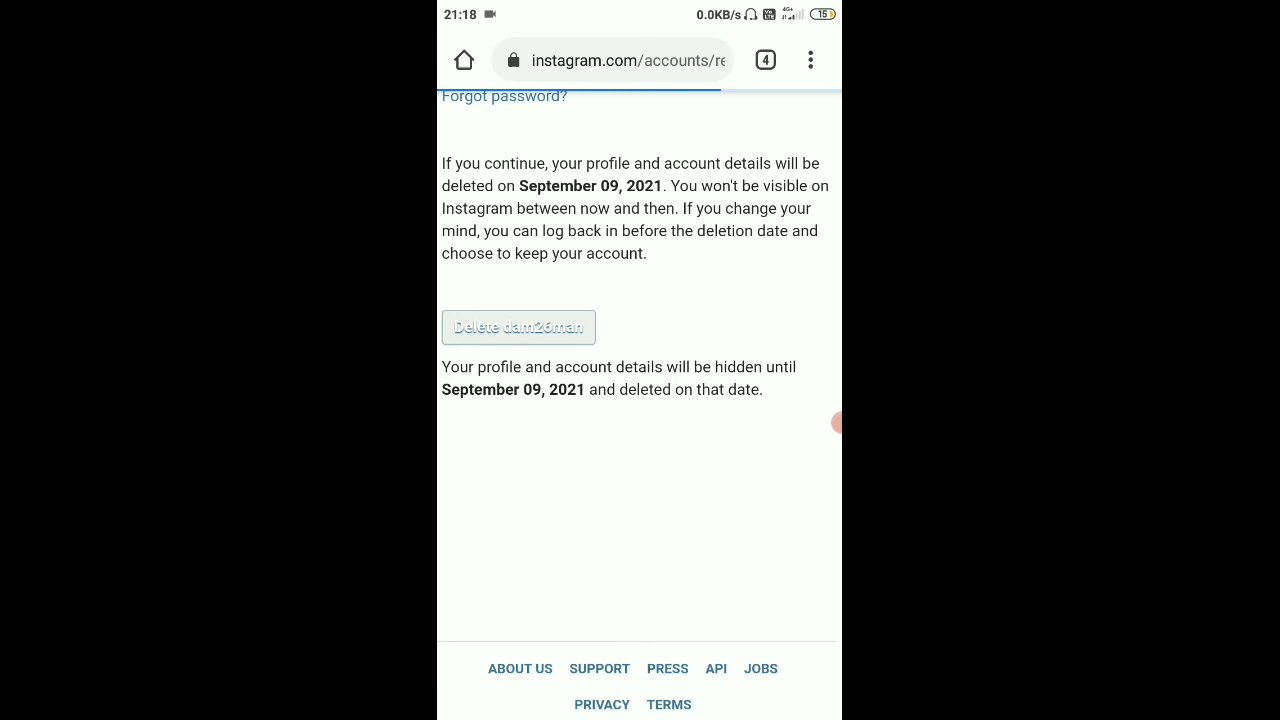 21:18 0.0KB/s 4G+ 15
instagram.com/accounts/re 4
Forgot password?
If you continue, your profile and account details will be
deleted on September 09, 2021. You won't be visible on
Instagram between now and then. If you change your
mind, you can log back in before the deletion date and
choose to keep your account.
Delete dam26man
Your profile and account details will be hidden until
September 09, 2021 and deleted on that date.
ABOUT US SUPPORT PRESS API JOBS
PRIVACY TERMS